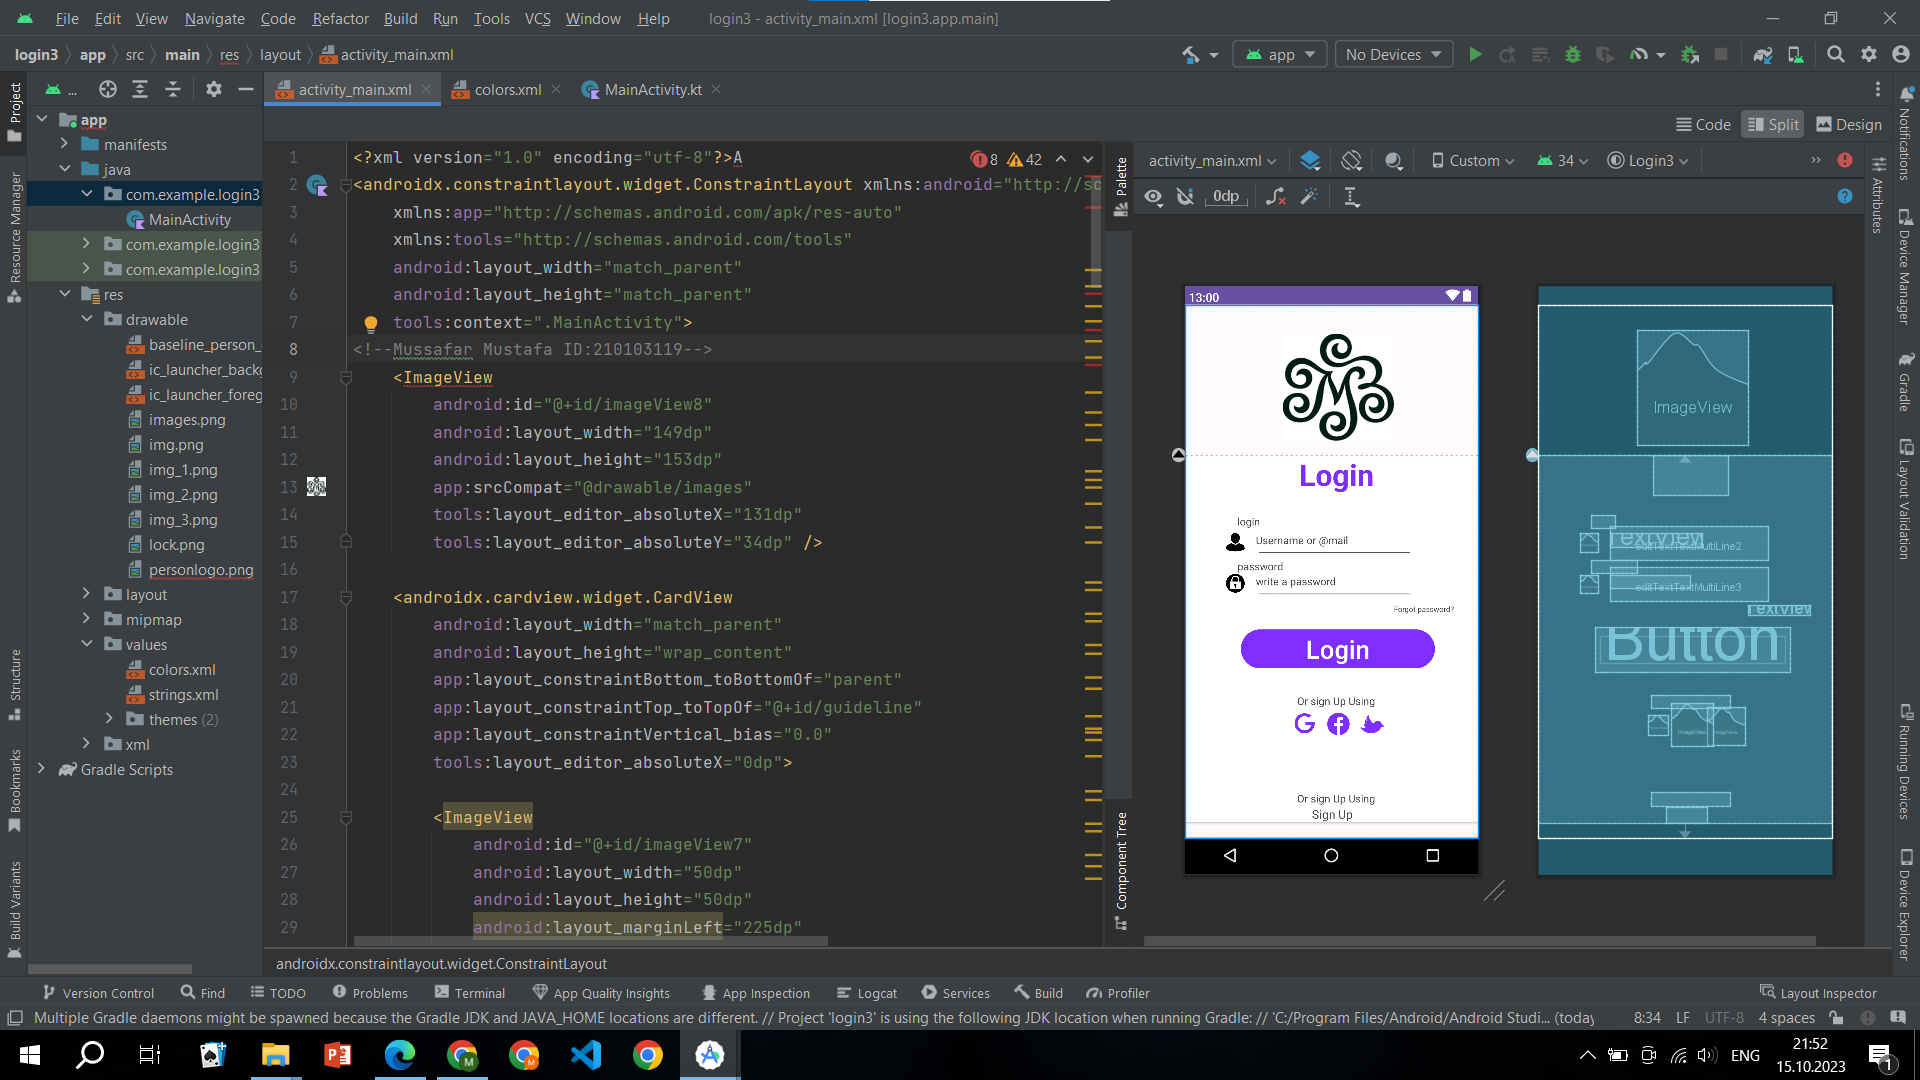 File Edit View Navigate Code Refactor Build Run Tools VCS Window Help login3 - activity_main.xml [login3.app.main]
login3 app src main res layout activity_main.xml app No Devices
Project
Resource Manager
Structure
Bookmarks
Build Variants
...
app
manifests
java
com.example.login3
MainActivity
com.example.login3
com.example.login3
res
drawable
baseline_person_
ic_launcher_back
ic_launcher_foreg
images.png
img.png
img_1.png
img_2.png
img_3.png
lock.png
personlogo.png
layout
mipmap
values
colors.xml
strings.xml
themes (2)
xml
Gradle Scripts
activity_main.xml colors.xml MainActivity.kt
Code Split Design
8 42
1 <?xml version="1.0" encoding="utf-8"?>A
2 <androidx.constraintlayout.widget.ConstraintLayout xmlns:android="http://sc
3 xmlns:app="http://schemas.android.com/apk/res-auto"
4 xmlns:tools="http://schemas.android.com/tools"
5 android:layout_width="match_parent"
6 android:layout_height="match_parent"
7 tools:context=".MainActivity">
8 <!--Mussafar Mustafa ID:210103119-->
9 <ImageView
10 android:id="@+id/imageView8"
11 android:layout_width="149dp"
12 android:layout_height="153dp"
13 app:srcCompat="@drawable/images"
14 tools:layout_editor_absoluteX="131dp"
15 tools:layout_editor_absoluteY="34dp" />
16
17 <androidx.cardview.widget.CardView
18 android:layout_width="match_parent"
19 android:layout_height="wrap_content"
20 app:layout_constraintBottom_toBottomOf="parent"
21 app:layout_constraintTop_toTopOf="@+id/guideline"
22 app:layout_constraintVertical_bias="0.0"
23 tools:layout_editor_absoluteX="0dp">
24
25 <ImageView
26 android:id="@+id/imageView7"
27 android:layout_width="50dp"
28 android:layout_height="50dp"
29 android:layout_marginLeft="225dp"
androidx.constraintlayout.widget.ConstraintLayout
Palette
Component Tree
activity_main.xml Custom 34 Login3
0dp
13:00
M
Login
login
Username or @mail
password
write a password
Forgot password?
Login
Or sign Up Using
Or sign Up Using
Sign Up
ImageView
TextView
editTextTextMultiLine2
editTextTextMultiLine3
TextView
Button
Attributes
Notifications
Device Manager
Gradle
Layout Validation
Running Devices
Device Explorer
Version Control Find TODO Problems Terminal App Quality Insights App Inspection Logcat Services Build Profiler Layout Inspector
Multiple Gradle daemons might be spawned because the Gradle JDK and JAVA_HOME locations are different. // Project 'login3' is using the following JDK location when running Gradle: // 'C:/Program Files/Android/Android Studi... (today 8:34 LF UTF-8 4 spaces
ENG
21:52
15.10.2023
1